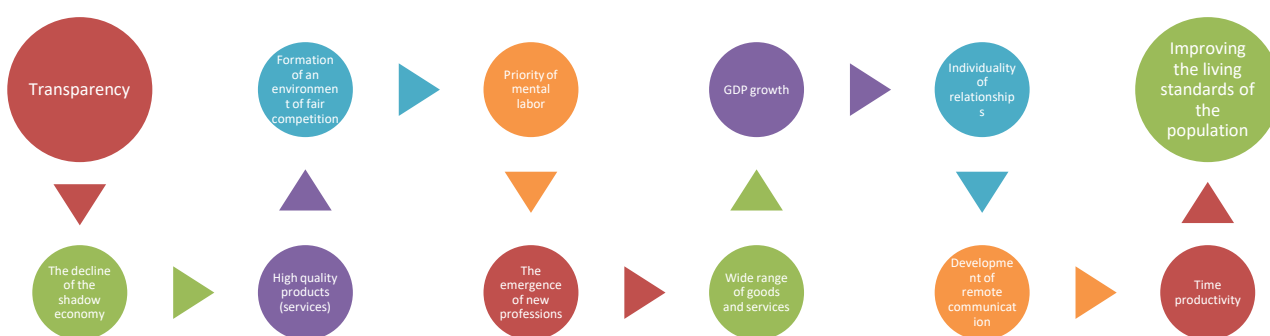 Transparency
The decline
of the
shadow
economy
High quality
products
(services)
Formation
of an
environmen
t of fair
competition
Priority of
mental
labor
The
emergence
of new
professions
Wide range
of goods
and services
GDP growth
Individuality
of
relationship
s
Developme
nt of
remote
communicat
ion
Time
productivity
Improving
the living
standards of
the
population